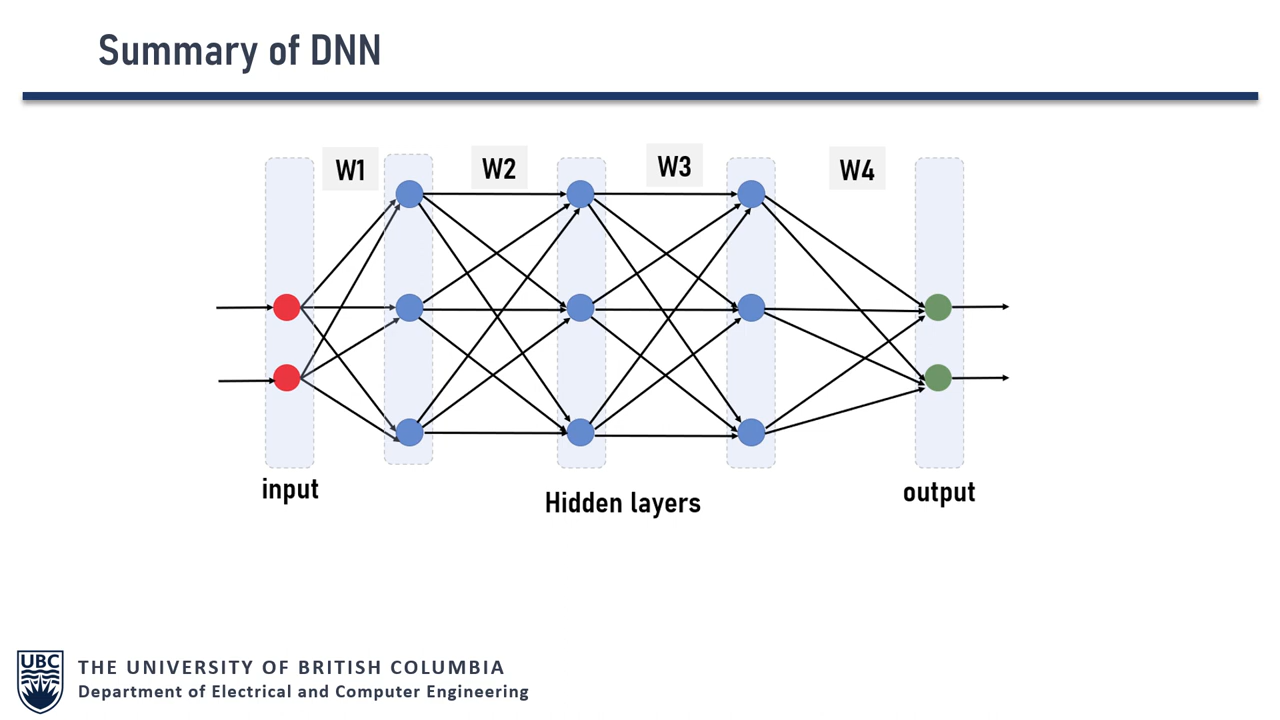 Summary of DNN
W1
W2
W3
W4
input
Hidden layers
output
UBC
THE UNIVERSITY OF BRITISH COLUMBIA
Department of Electrical and Computer Engineering